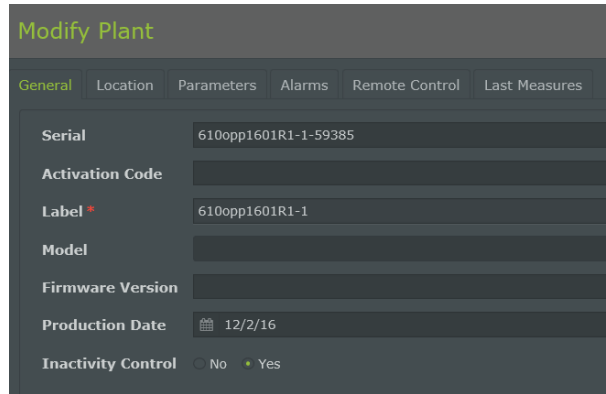 Modify Plant
General Location Parameters Alarms Remote Control Last Measures
Serial 610opp1601R1-1-59385
Activation Code
Label * 610opp1601R1-1
Model
Firmware Version
Production Date 12/2/16
Inactivity Control No Yes